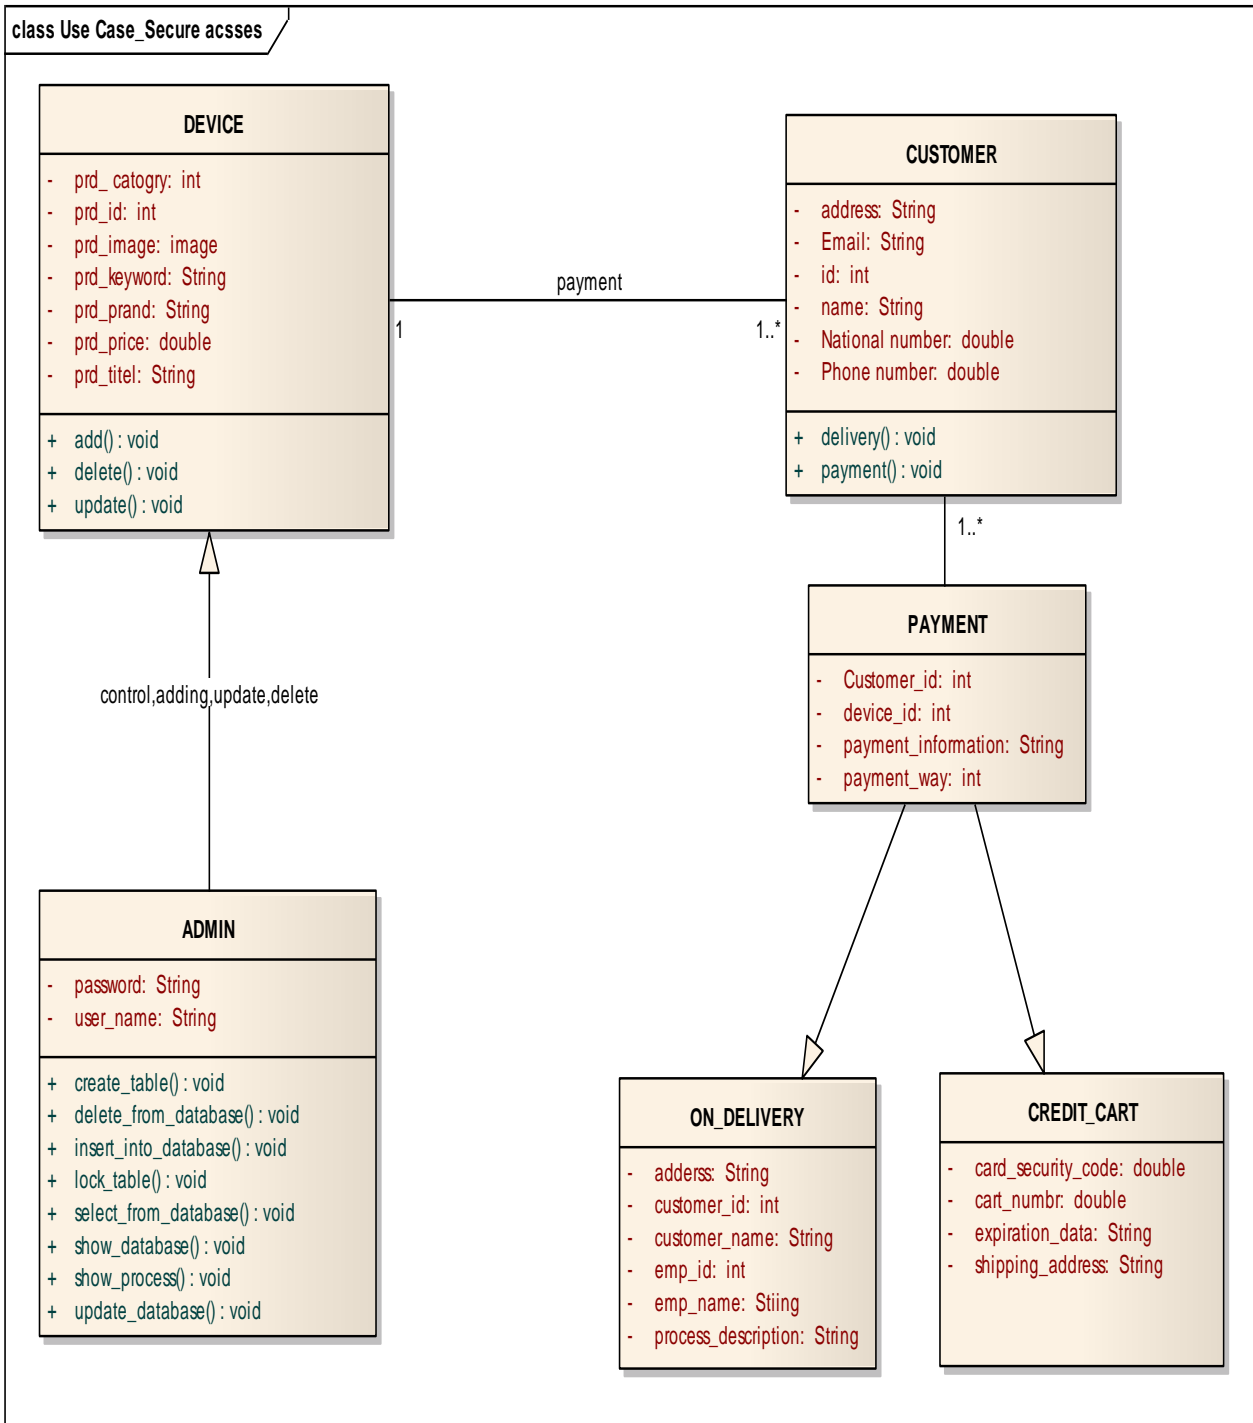 class Use Case_Secure acsses
DEVICE
- prd_ catogry: int
- prd_id: int
- prd_image: image
- prd_keyword: String
- prd_prand: String
- prd_price: double
- prd_titel: String
+ add() : void
+ delete() : void
+ update() : void
payment
1
1..*
CUSTOMER
- address: String
- Email: String
- id: int
- name: String
- National number: double
- Phone number: double
+ delivery() : void
+ payment() : void
1..*
PAYMENT
- Customer_id: int
- device_id: int
- payment_information: String
- payment_way: int
control,adding,update,delete
ADMIN
- password: String
- user_name: String
+ create_table() : void
+ delete_from_database() : void
+ insert_into_database() : void
+ lock_table() : void
+ select_from_database() : void
+ show_database() : void
+ show_process() : void
+ update_database() : void
ON_DELIVERY
- adderss: String
- customer_id: int
- customer_name: String
- emp_id: int
- emp_name: Stiing
- process_description: String
CREDIT_CART
- card_security_code: double
- cart_numbr: double
- expiration_data: String
- shipping_address: String